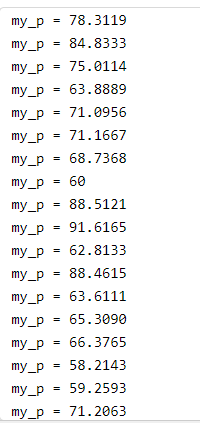 my_p = 78.3119
my_p = 84.8333
my_p = 75.0114
my_p = 63.8889
my_p = 71.0956
my_p = 71.1667
my_p = 68.7368
my_p = 60
my_p = 88.5121
my_p = 91.6165
my_p = 62.8133
my_p = 88.4615
my_p = 63.6111
my_p = 65.3090
my_p = 66.3765
my_p = 58.2143
my_p = 59.2593
my_p = 71.2063